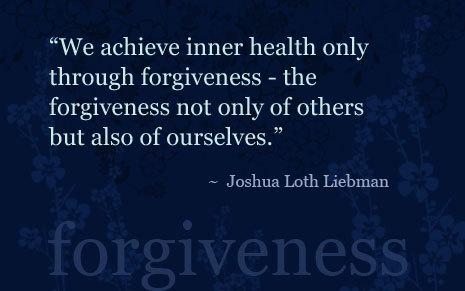 “We achieve inner health only
through forgiveness - the
forgiveness not only of others
but also of ourselves.”
~ Joshua Loth Liebman
forgiveness